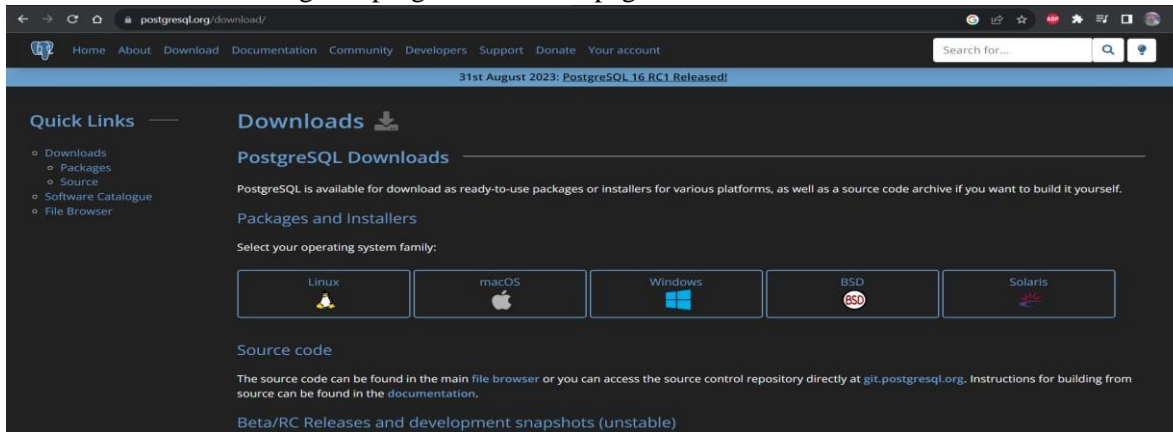 postgresql.org/download/
Home About Download Documentation Community Developers Support Donate Your account
Search for...
31st August 2023: PostgreSQL 16 RC1 Released!
Quick Links
Downloads
Packages
Source
Software Catalogue
File Browser
Downloads
PostgreSQL Downloads
PostgreSQL is available for download as ready-to-use packages or installers for various platforms, as well as a source code archive if you want to build it yourself.
Packages and Installers
Select your operating system family:
Linux
macOS
Windows
BSD
BSD
Solaris
Source code
The source code can be found in the main file browser or you can access the source control repository directly at git.postgresql.org. Instructions for building from
source can be found in the documentation.
Beta/RC Releases and development snapshots (unstable)